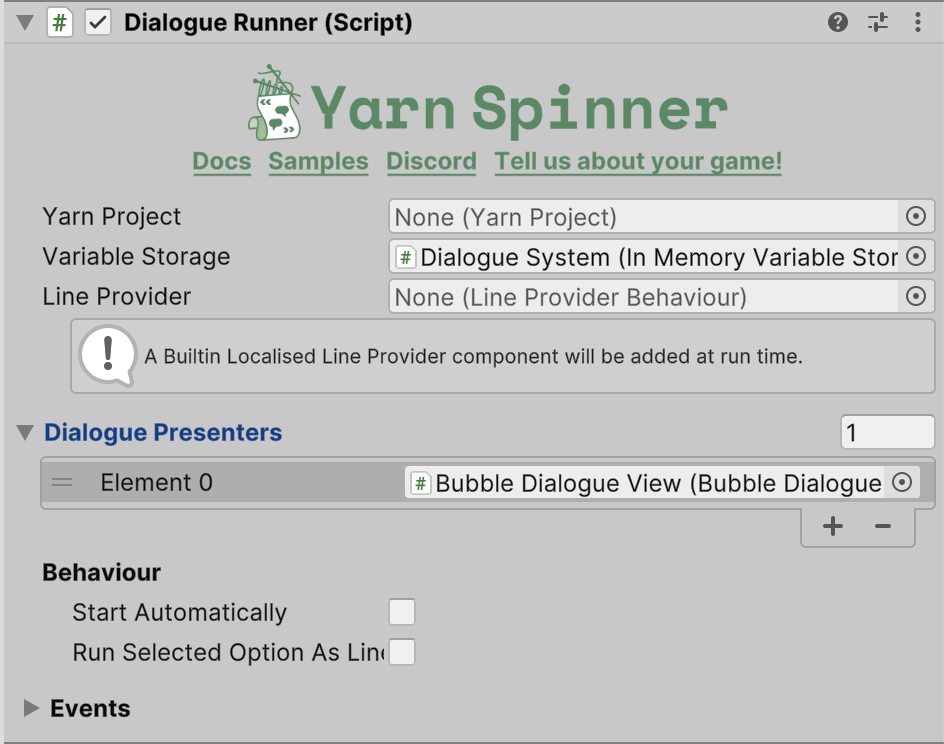 # Dialogue Runner (Script)
Yarn Spinner
Docs Samples Discord Tell us about your game!
Yarn Project None (Yarn Project)
Variable Storage # Dialogue System (In Memory Variable Stor
Line Provider None (Line Provider Behaviour)
! A Builtin Localised Line Provider component will be added at run time.
Dialogue Presenters 1
Element 0 # Bubble Dialogue View (Bubble Dialogue
+ −
Behaviour
Start Automatically
Run Selected Option As Line
Events